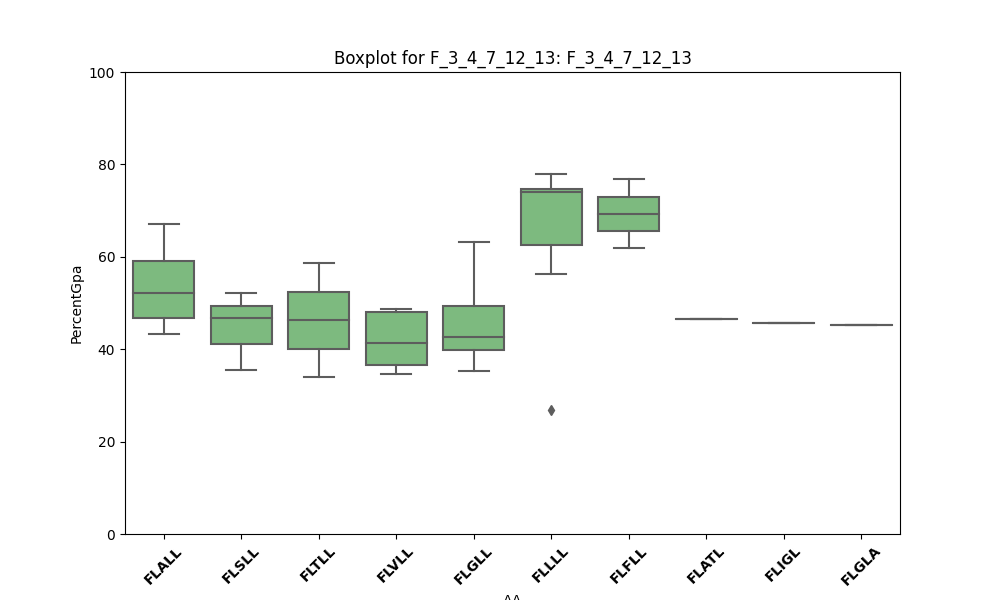 Boxplot for F_3_4_7_12_13: F_3_4_7_12_13
100
80
60
40
20
0
PercentGpa
FLALL
FLSLL
FLTLL
FLVLL
FLGLL
FLLLL
FLFLL
FLATL
FLIGL
FLGLA
AA